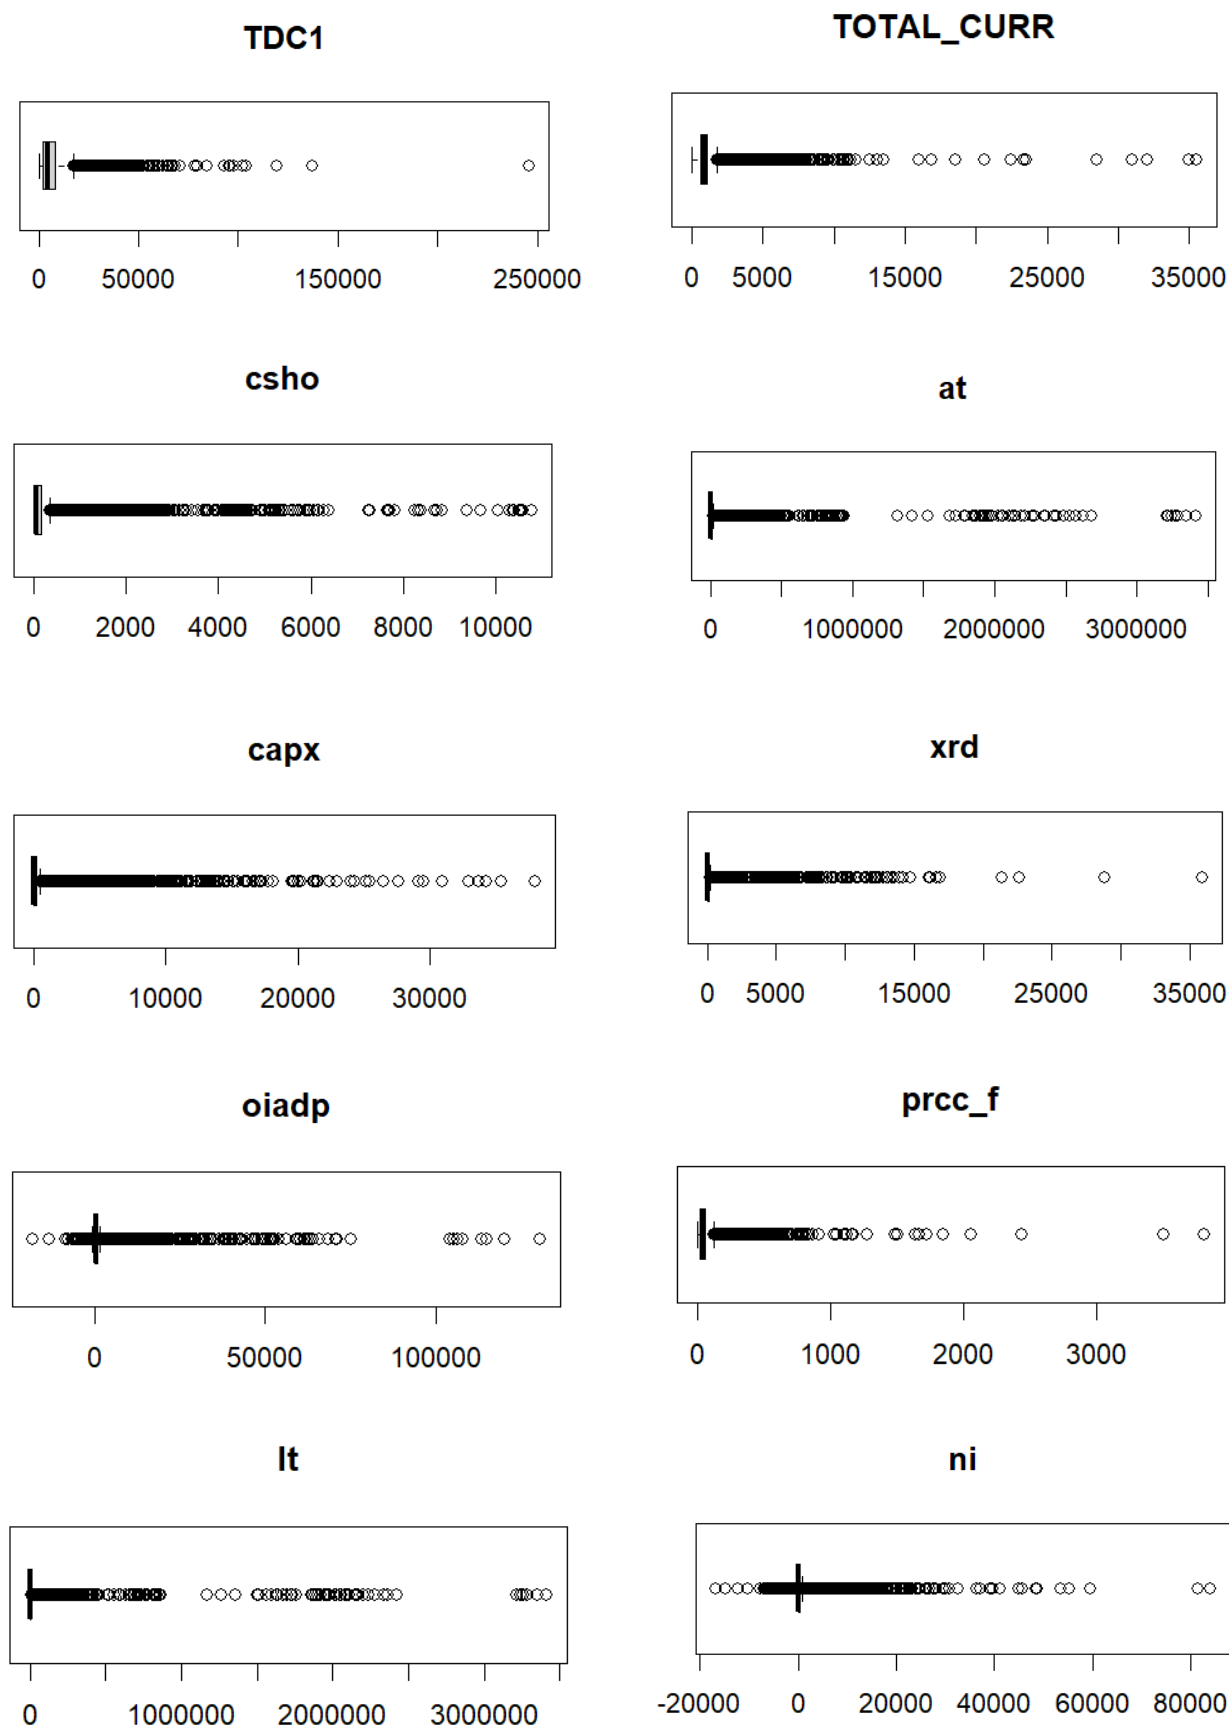 TDC1
0 50000 150000 250000
TOTAL_CURR
0 5000 15000 25000 35000
csho
0 2000 4000 6000 8000 10000
at
0 1000000 2000000 3000000
capx
0 10000 20000 30000
xrd
0 5000 15000 25000 35000
oiadp
0 50000 100000
prcc_f
0 1000 2000 3000
lt
0 1000000 2000000 3000000
ni
-20000 0 20000 40000 60000 80000